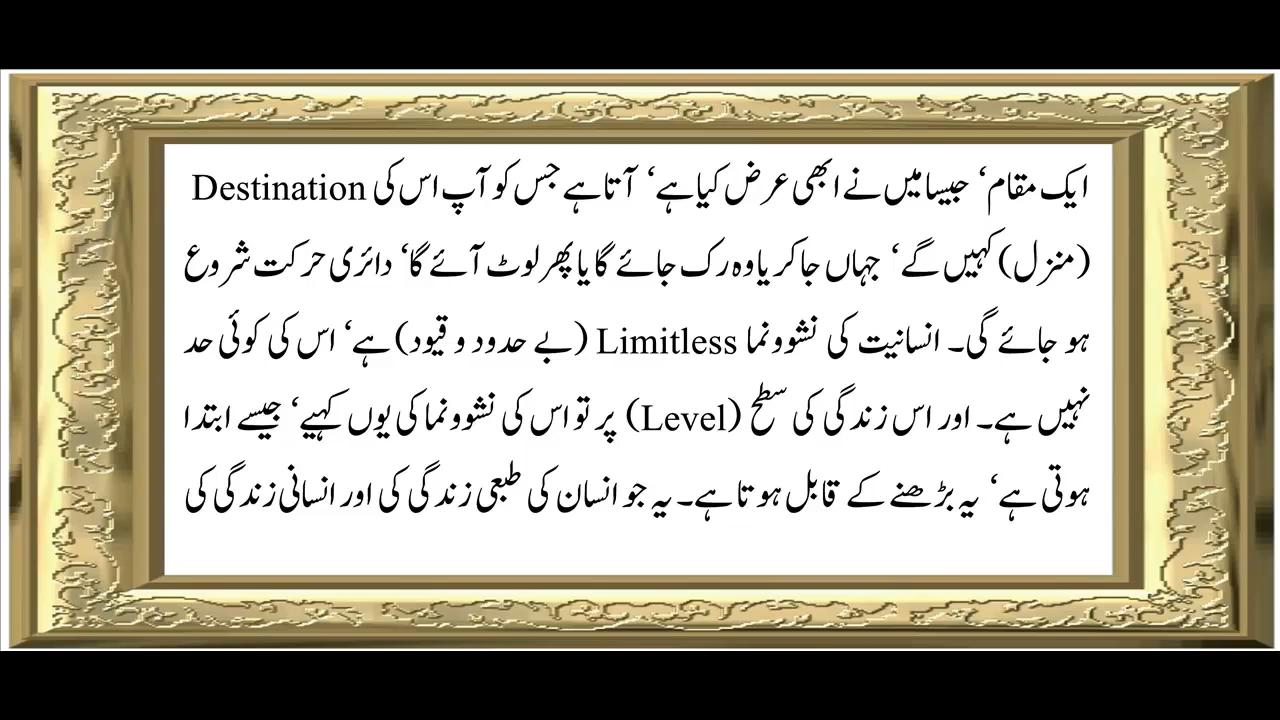 ایک مقام‘ جیسا میں نے ابھی عرض کیا ہے‘ آتا ہے جس کو آپ اس کی Destination
(منزل) کہیں گے‘ جہاں جا کر یا وہ رک جائے گا یا پھر لوٹ آئے گا‘ دائری حرکت شروع
ہو جائے گی۔ انسانیت کی نشوونما Limitless (بے حدود و قیود) ہے‘ اس کی کوئی حد
نہیں ہے۔ اور اس زندگی کی سطح (Level) پر تو اس کی نشوونما کی یوں کہیے‘ جیسے ابتدا
ہوتی ہے‘ یہ بڑھنے کے قابل ہوتا ہے۔ یہ جو انسان کی طبعی زندگی کی اور انسانی زندگی کی